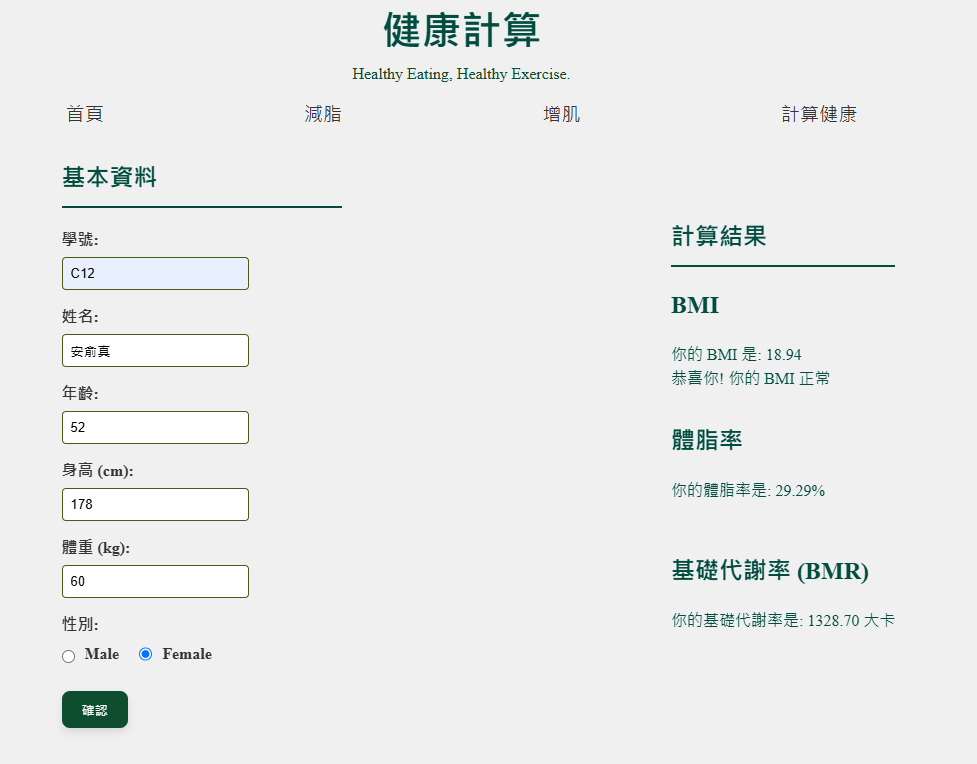 健康計算
Healthy Eating, Healthy Exercise.
首頁 減脂 增肌 計算健康
基本資料
學號:
C12
姓名:
安俞真
年齡:
52
身高 (cm):
178
體重 (kg):
60
性別:
Male Female
確認
計算結果
BMI
你的 BMI 是: 18.94
恭喜你! 你的 BMI 正常
體脂率
你的體脂率是: 29.29%
基礎代謝率 (BMR)
你的基礎代謝率是: 1328.70 大卡